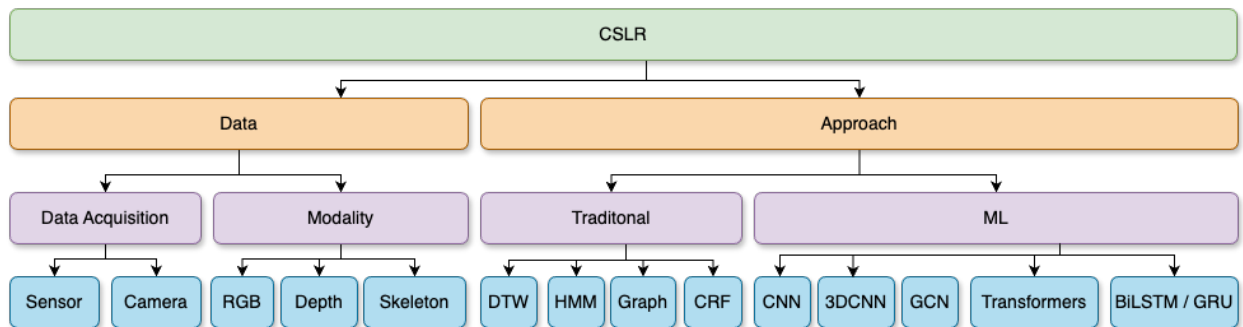 CSLR
Data
Approach
Data Acquisition
Modality
Traditonal
ML
Sensor
Camera
RGB
Depth
Skeleton
DTW
HMM
Graph
CRF
CNN
3DCNN
GCN
Transformers
BiLSTM / GRU